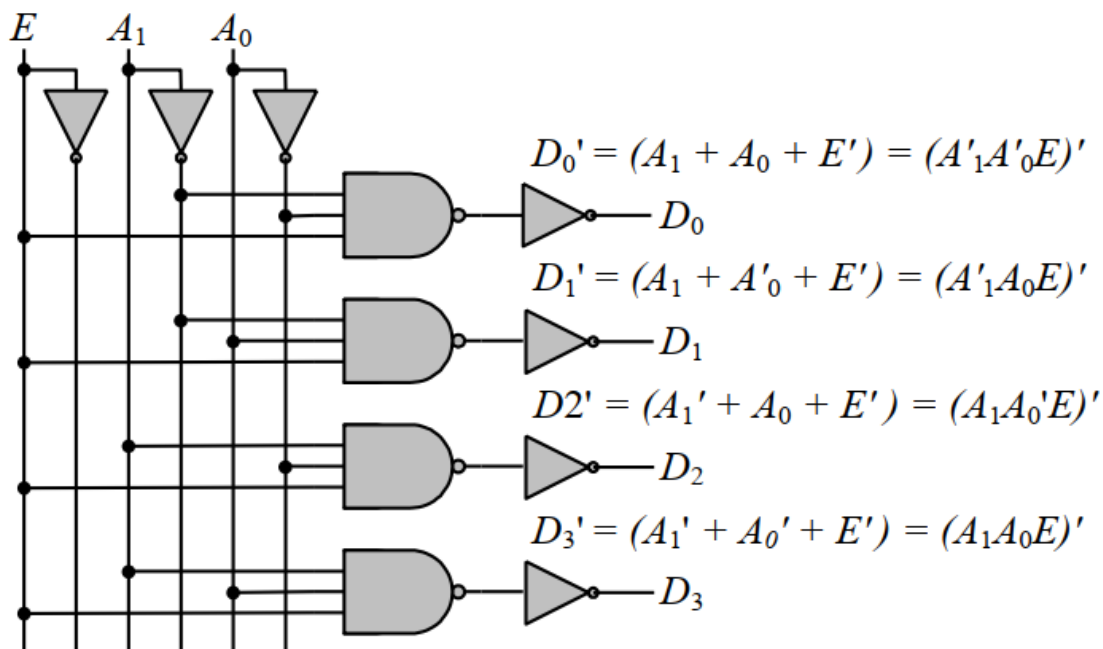 E A₁ A₀
D₀' = (A₁ + A₀ + E') = (A'₁A'₀E)'
D₀
D₁' = (A₁ + A'₀ + E') = (A'₁A₀E)'
D₁
D2' = (A₁' + A₀ + E') = (A₁A₀'E)'
D₂
D₃' = (A₁' + A₀' + E') = (A₁A₀E)'
D₃